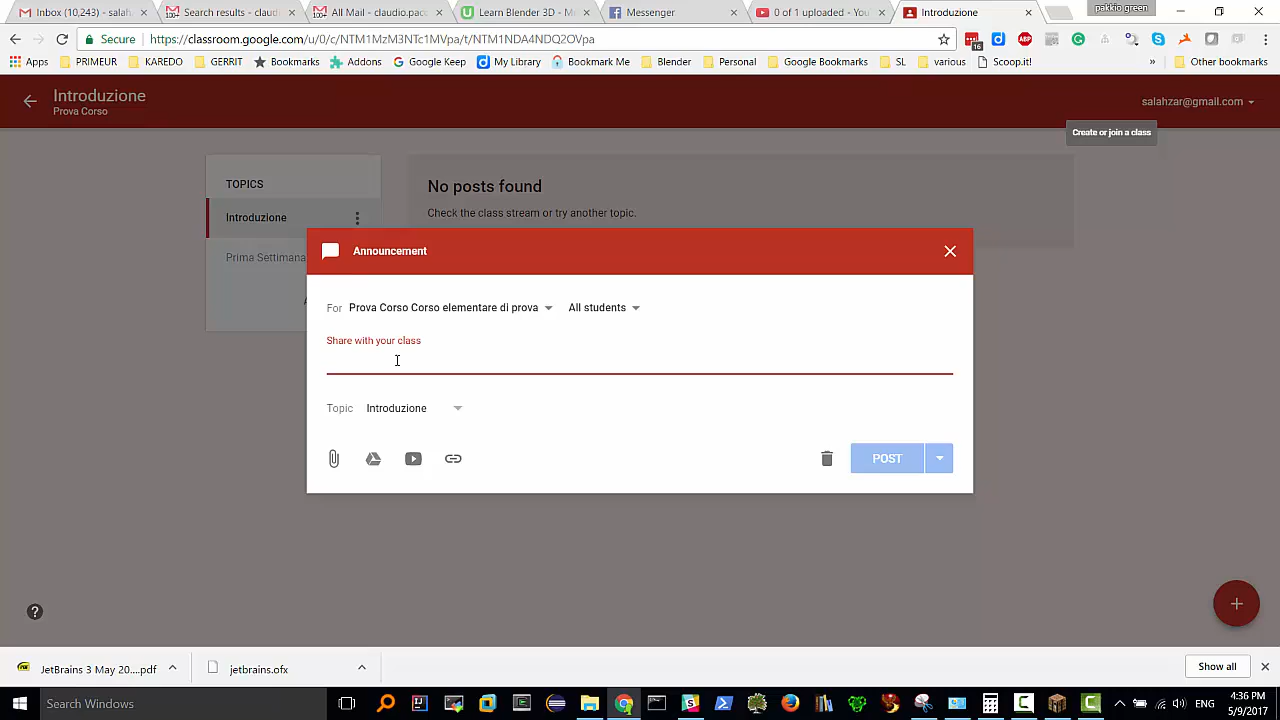 Inbox (10,243) - salah
Search results - claud
All Mail - claudio.pac
Learn Blender 3D - M
Messenger
0 of 1 uploaded - You
Introduzione
pakkio green
Secure
https://classroom.google.com/u/0/c/NTM1MzM3NTc1MVpa/t/NTM1NDA4NDQ2OVpa
Apps
PRIMEUR
KAREDO
GERRIT
Bookmarks
Addons
Google Keep
My Library
Bookmark Me
Blender
Personal
Google Bookmarks
SL
various
Scoop.it!
»
Other bookmarks
Introduzione
Prova Corso
salahzar@gmail.com
Create or join a class
TOPICS
Introduzione
Prima Settimana
No posts found
Check the class stream or try another topic.
Announcement
For Prova Corso Corso elementare di prova All students
Share with your class
Topic Introduzione
POST
JetBrains 3 May 20....pdf
jetbrains.ofx
Show all
Search Windows
ENG
4:36 PM
5/9/2017